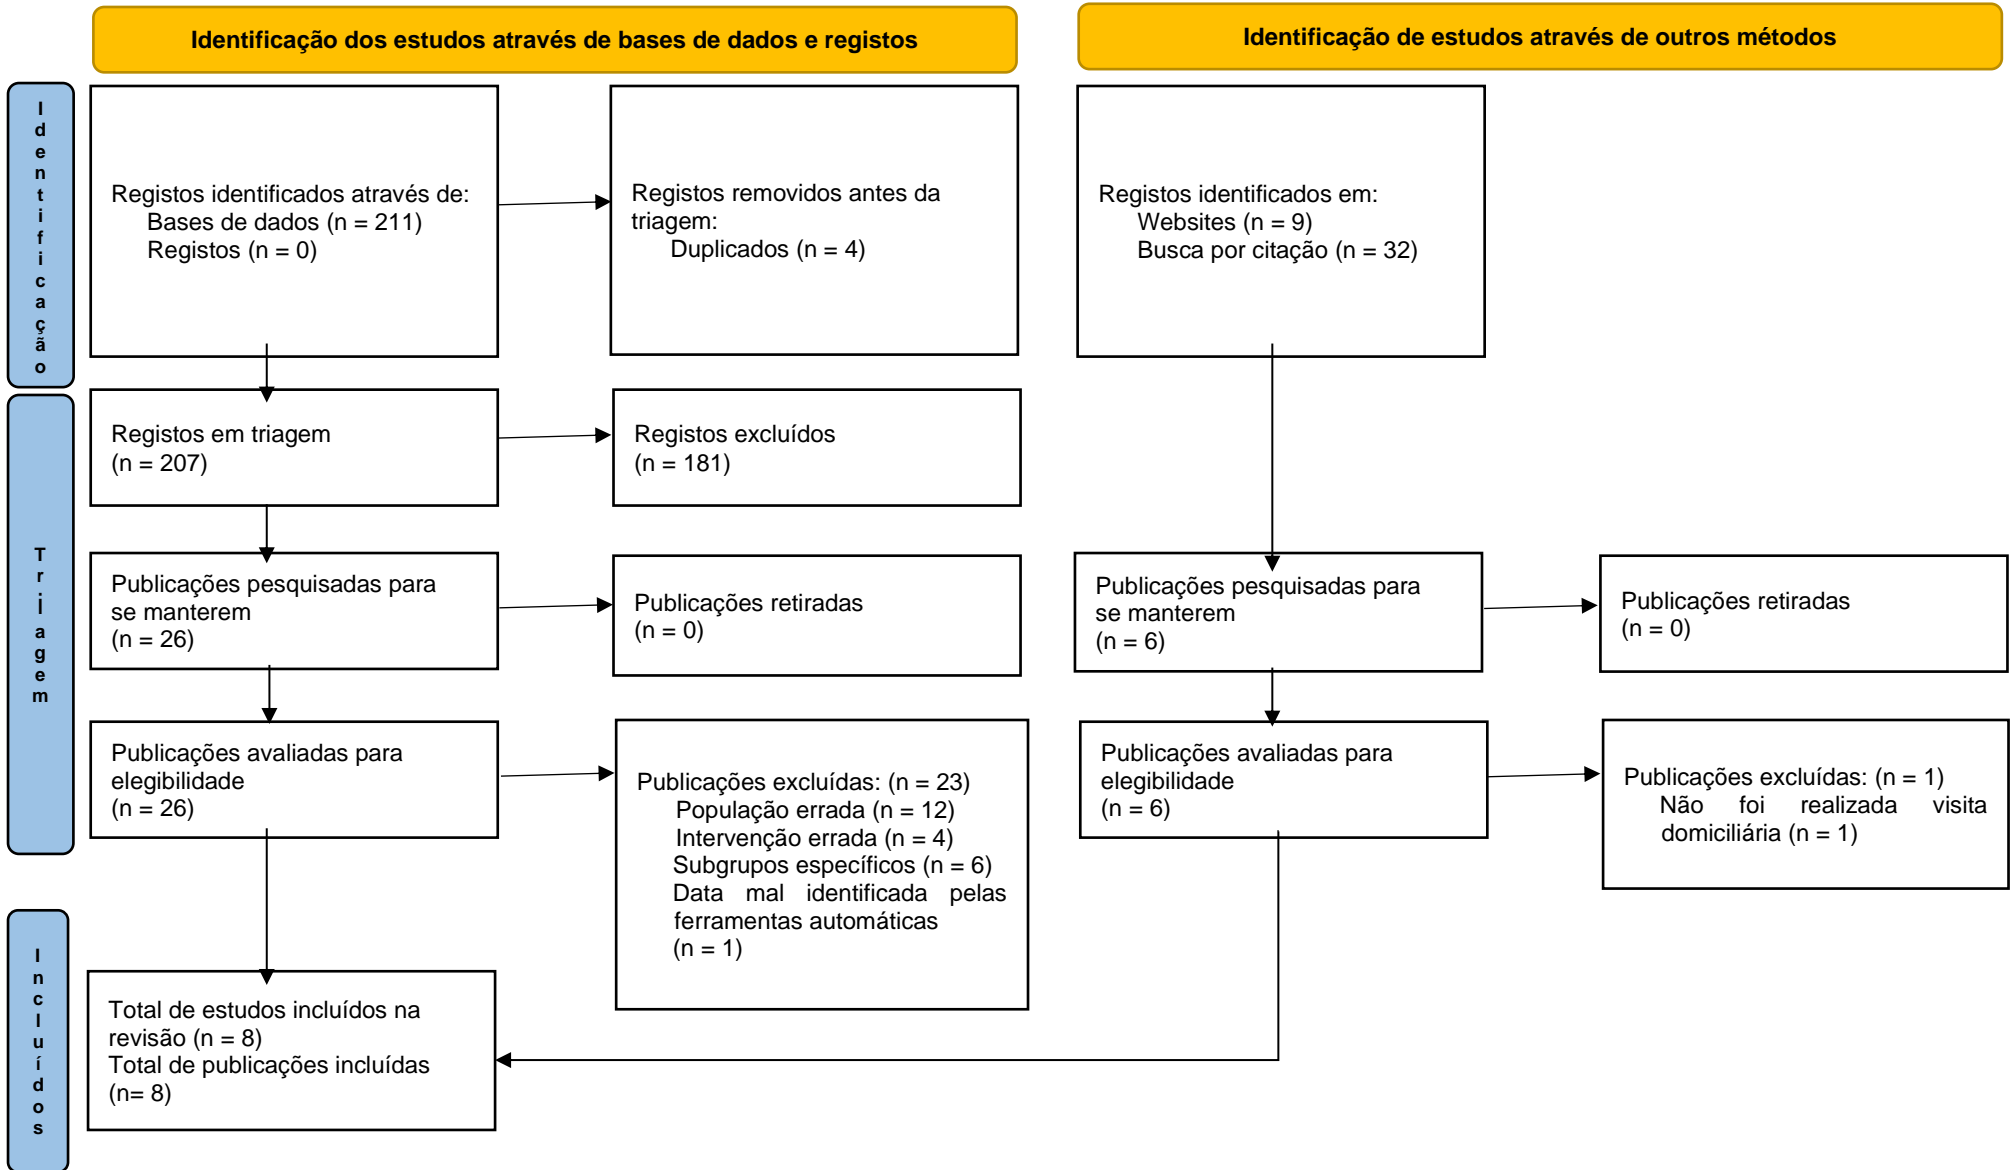 Identificação dos estudos através de bases de dados e registos
Identificação de estudos através de outros métodos
Identificação
Registos identificados através de:
Bases de dados (n = 211)
Registos (n = 0)
Registos removidos antes da
triagem:
Duplicados (n = 4)
Registos identificados em:
Websites (n = 9)
Busca por citação (n = 32)
Triagem
Registos em triagem
(n = 207)
Registos excluídos
(n = 181)
Publicações pesquisadas para
se manterem
(n = 26)
Publicações retiradas
(n = 0)
Publicações pesquisadas para
se manterem
(n = 6)
Publicações retiradas
(n = 0)
Publicações avaliadas para
elegibilidade
(n = 26)
Publicações excluídas: (n = 23)
População errada (n = 12)
Intervenção errada (n = 4)
Subgrupos específicos (n = 6)
Data mal identificada pelas
ferramentas automáticas
(n = 1)
Publicações avaliadas para
elegibilidade
(n = 6)
Publicações excluídas: (n = 1)
Não foi realizada visita
domiciliária (n = 1)
Incluídos
Total de estudos incluídos na
revisão (n = 8)
Total de publicações incluídas
(n= 8)